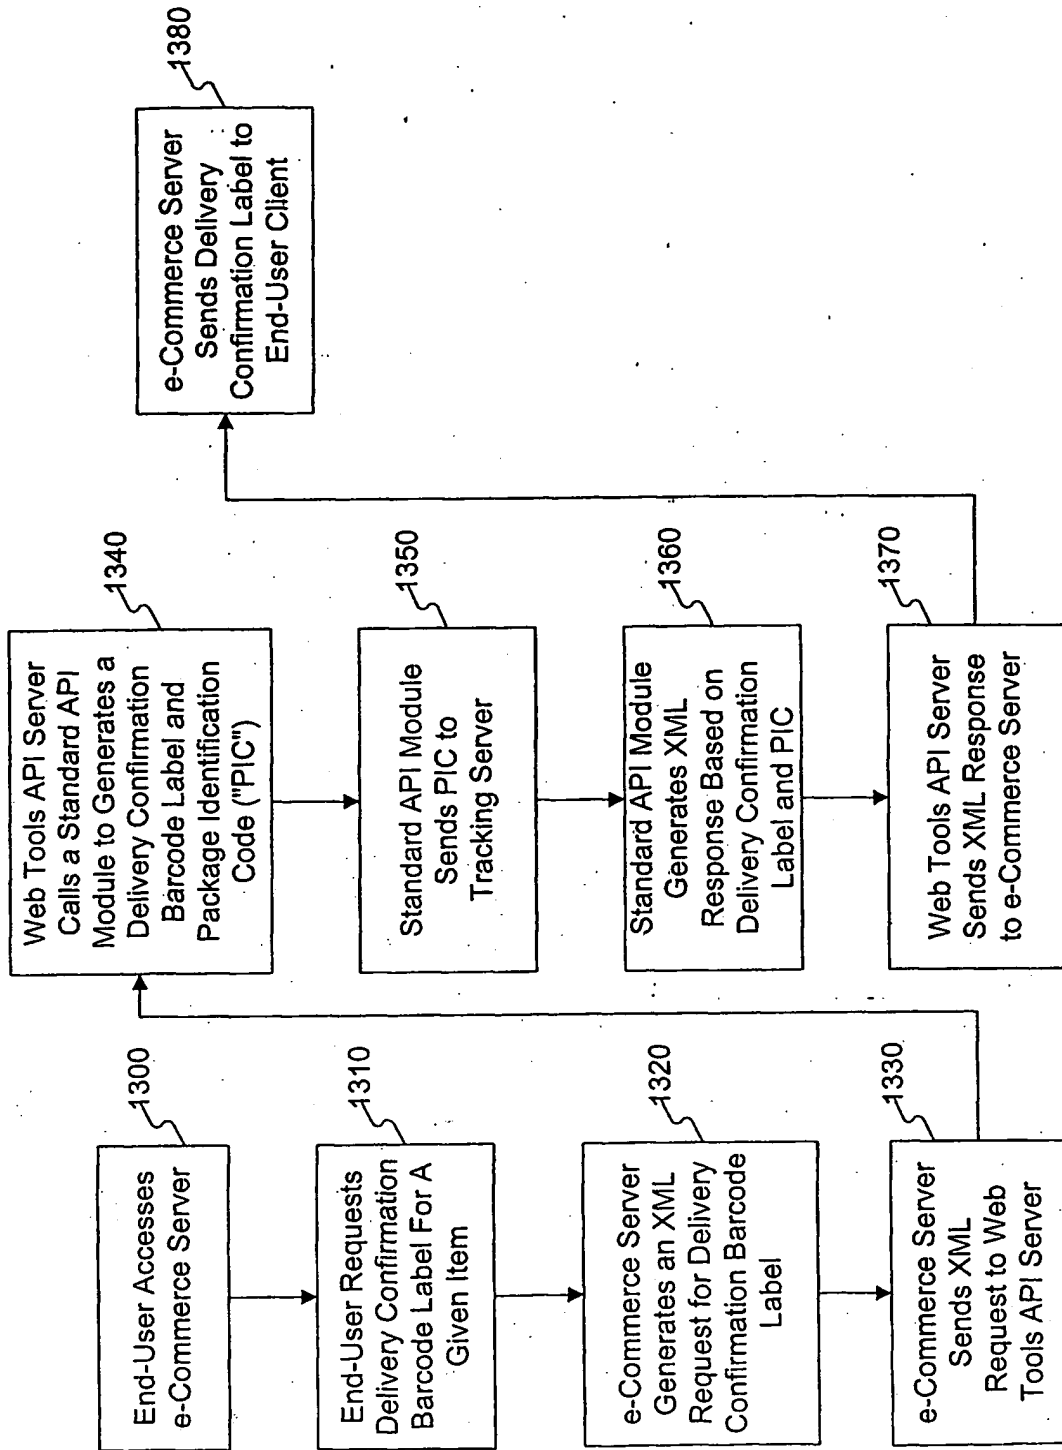 End-User Accesses
e-Commerce Server
1300
End-User Requests
Delivery Confirmation
Barcode Label For A
Given Item
1310
e-Commerce Server
Generates an XML
Request for Delivery
Confirmation Barcode
Label
1320
e-Commerce Server
Sends XML
Request to Web
Tools API Server
1330
Web Tools API Server
Calls a Standard API
Module to Generates a
Delivery Confirmation
Barcode Label and
Package Identification
Code ("PIC")
1340
Standard API Module
Sends PIC to
Tracking Server
1350
Standard API Module
Generates XML
Response Based on
Delivery Confirmation
Label and PIC
1360
Web Tools API Server
Sends XML Response
to e-Commerce Server
1370
e-Commerce Server
Sends Delivery
Confirmation Label to
End-User Client
1380